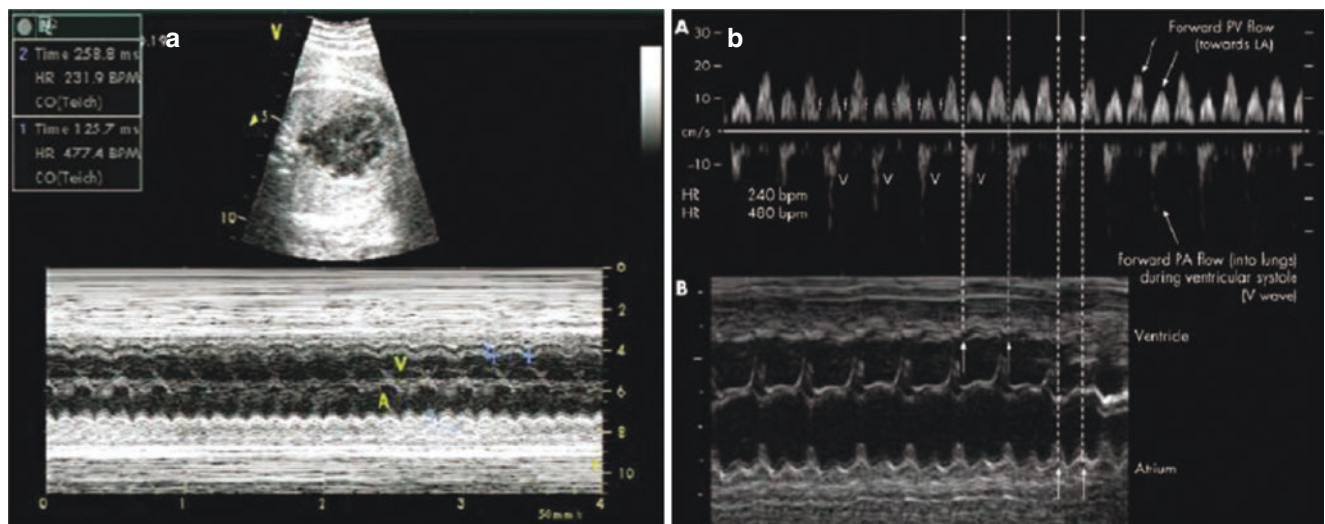 a
2 Time 258.8 ms
HR 231.9 BPM
CO(Teich)
1 Time 125.7 ms
HR 477.4 BPM
CO(Teich)
V
5
10
V
A
0
2
4
6
8
10
0
1
2
3
4
50mm/s
b
A
30
20
10
cm/s
-10
Forward PV flow
(towards LA)
f f f f f f
V V V V
HR 240 bpm
HR 480 bpm
Forward PA flow (into lungs)
during ventricular systole
(V wave)
B
Ventricle
Atrium